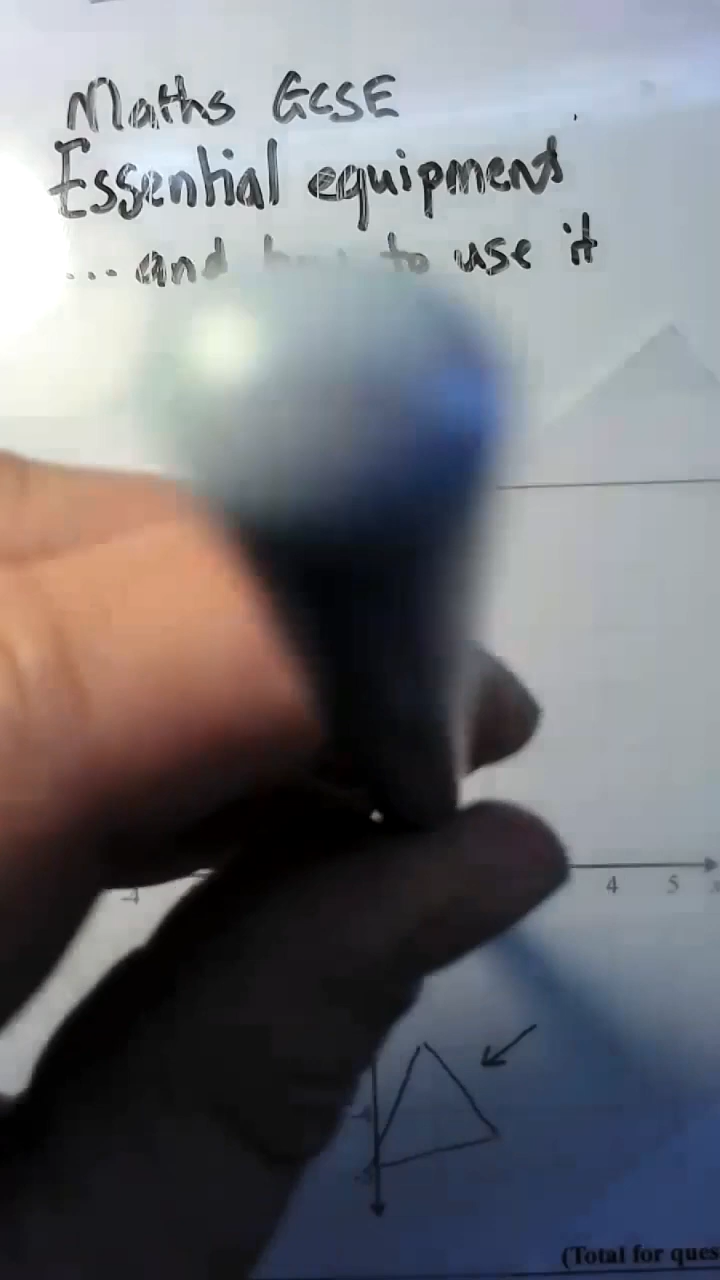 Maths GCSE
Essential equipment
... and to use it
4 5
(Total for ques